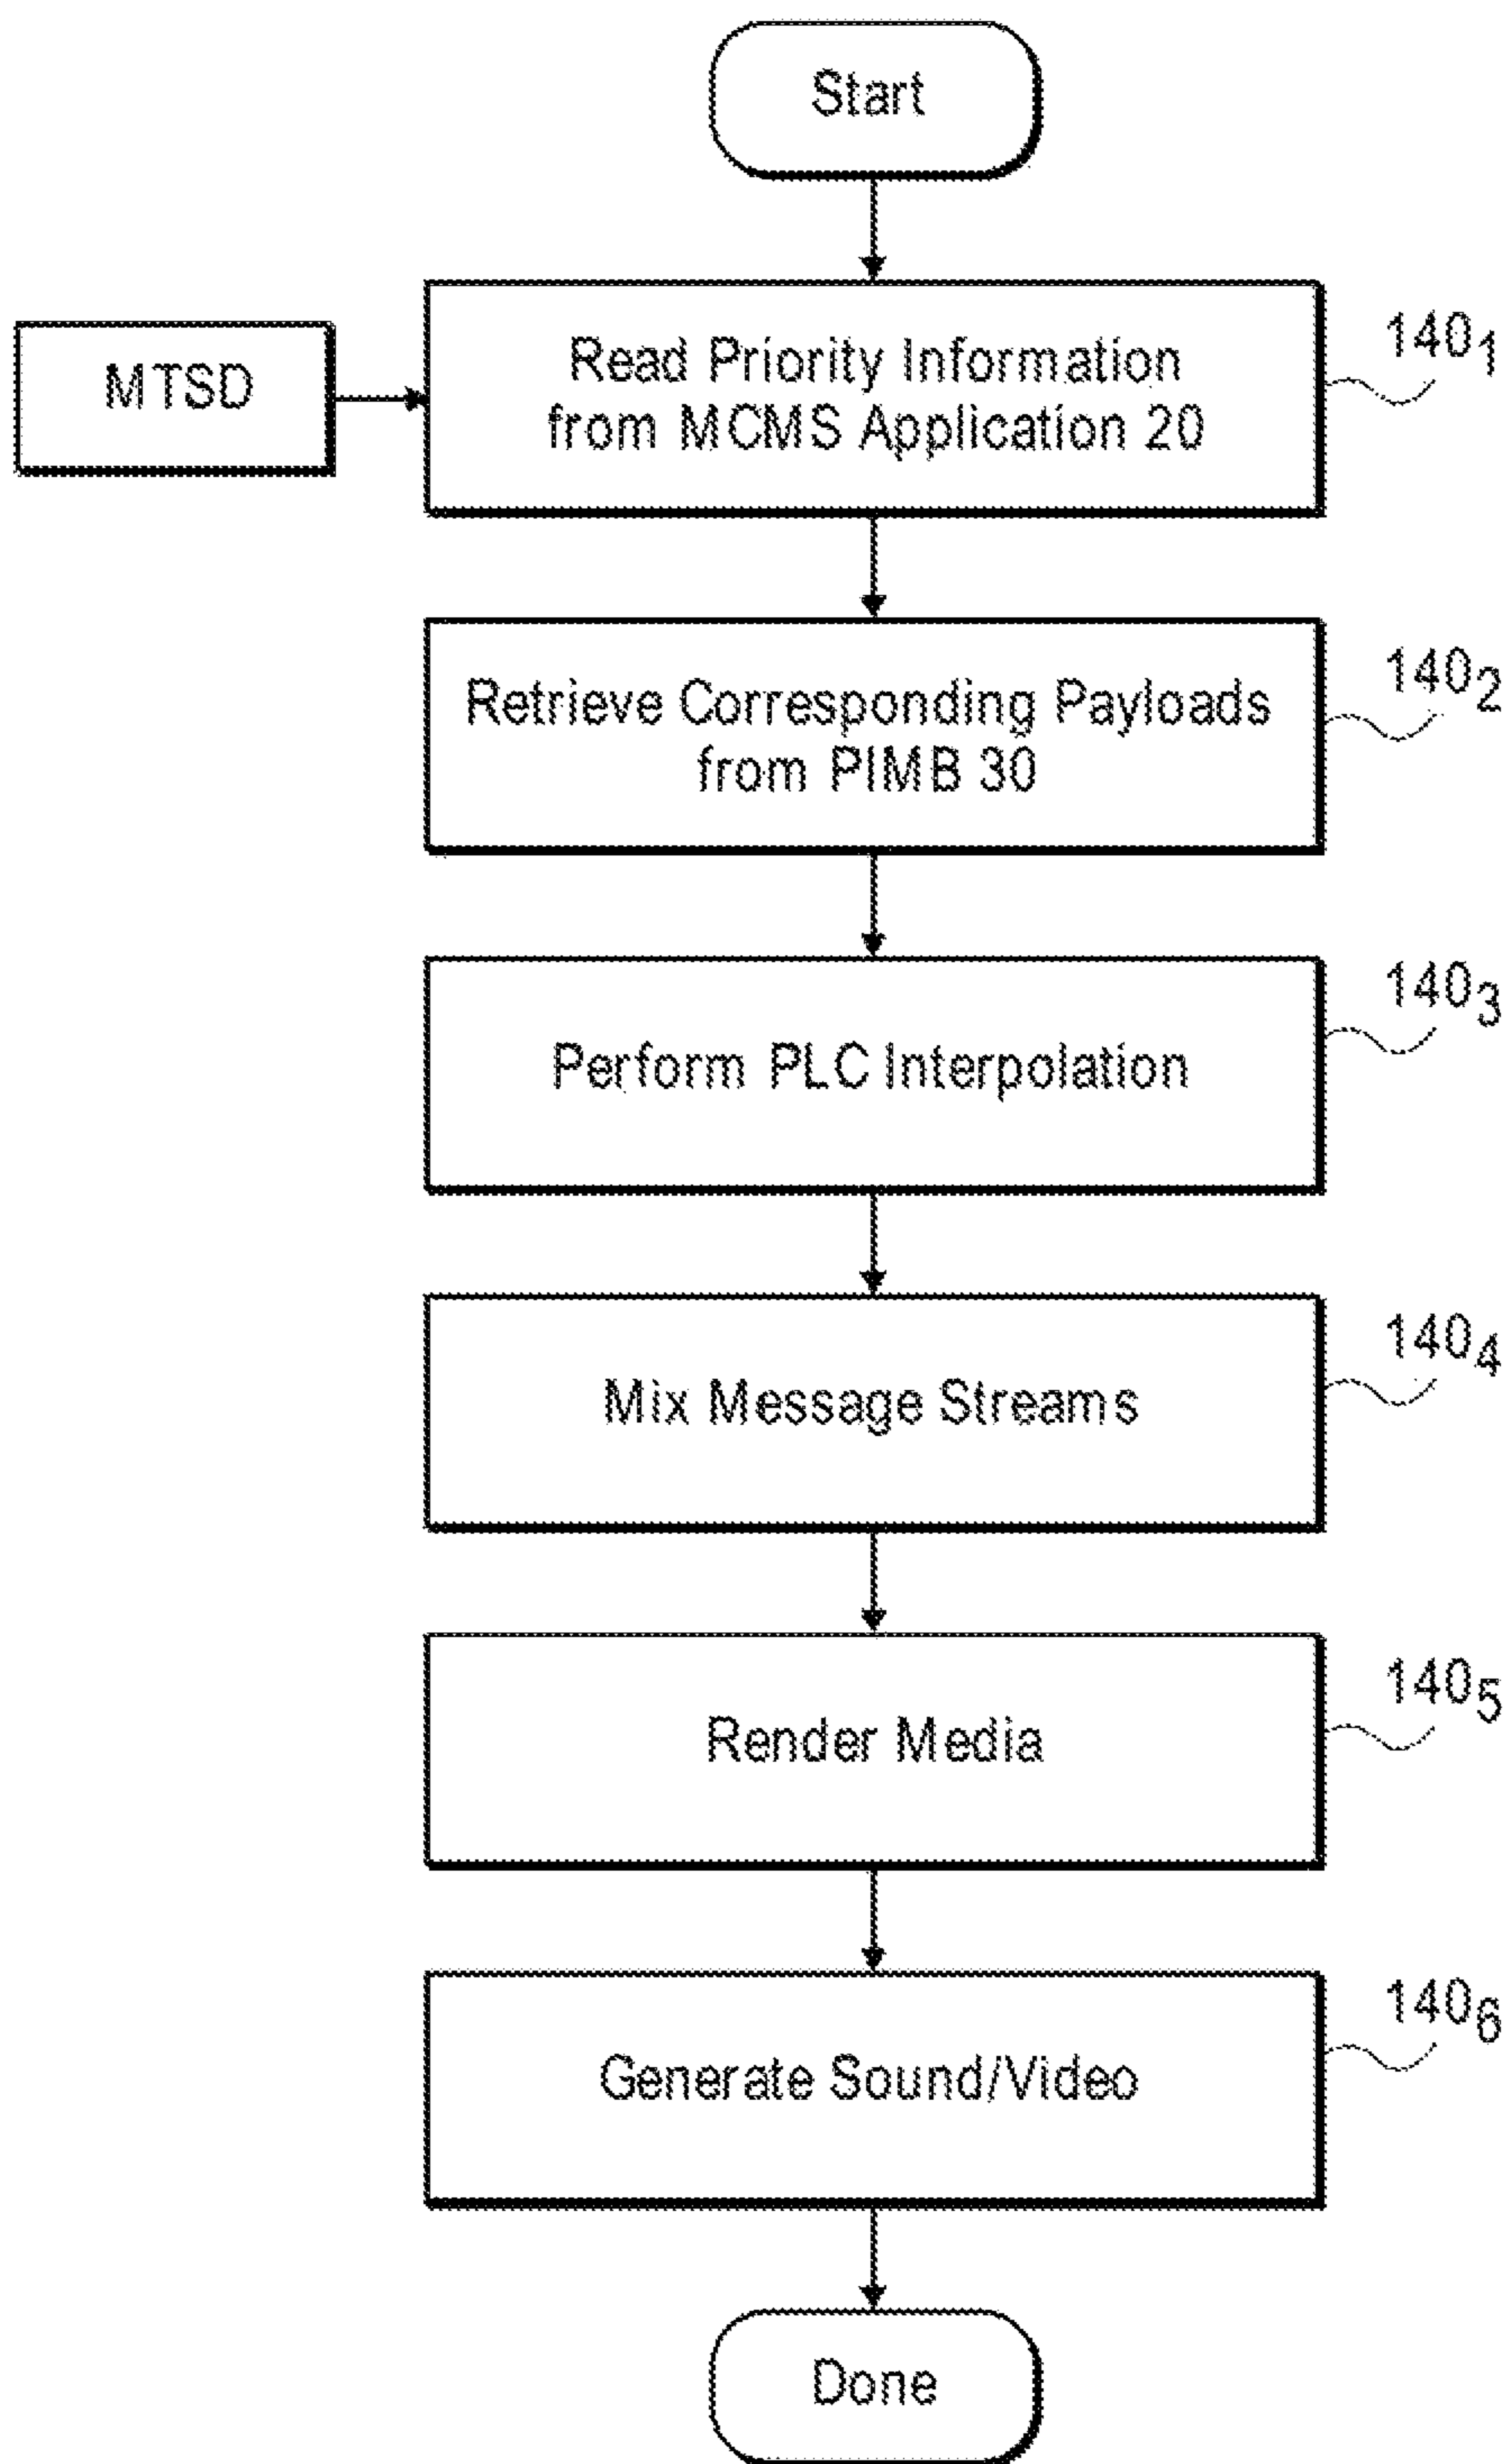 Start
MTSD
Read Priority Information
from MCMS Application 20
140₁
Retrieve Corresponding Payloads
from PIMB 30
140₂
Perform PLC Interpolation
140₃
Mix Message Streams
140₄
Render Media
140₅
Generate Sound/Video
140₆
Done